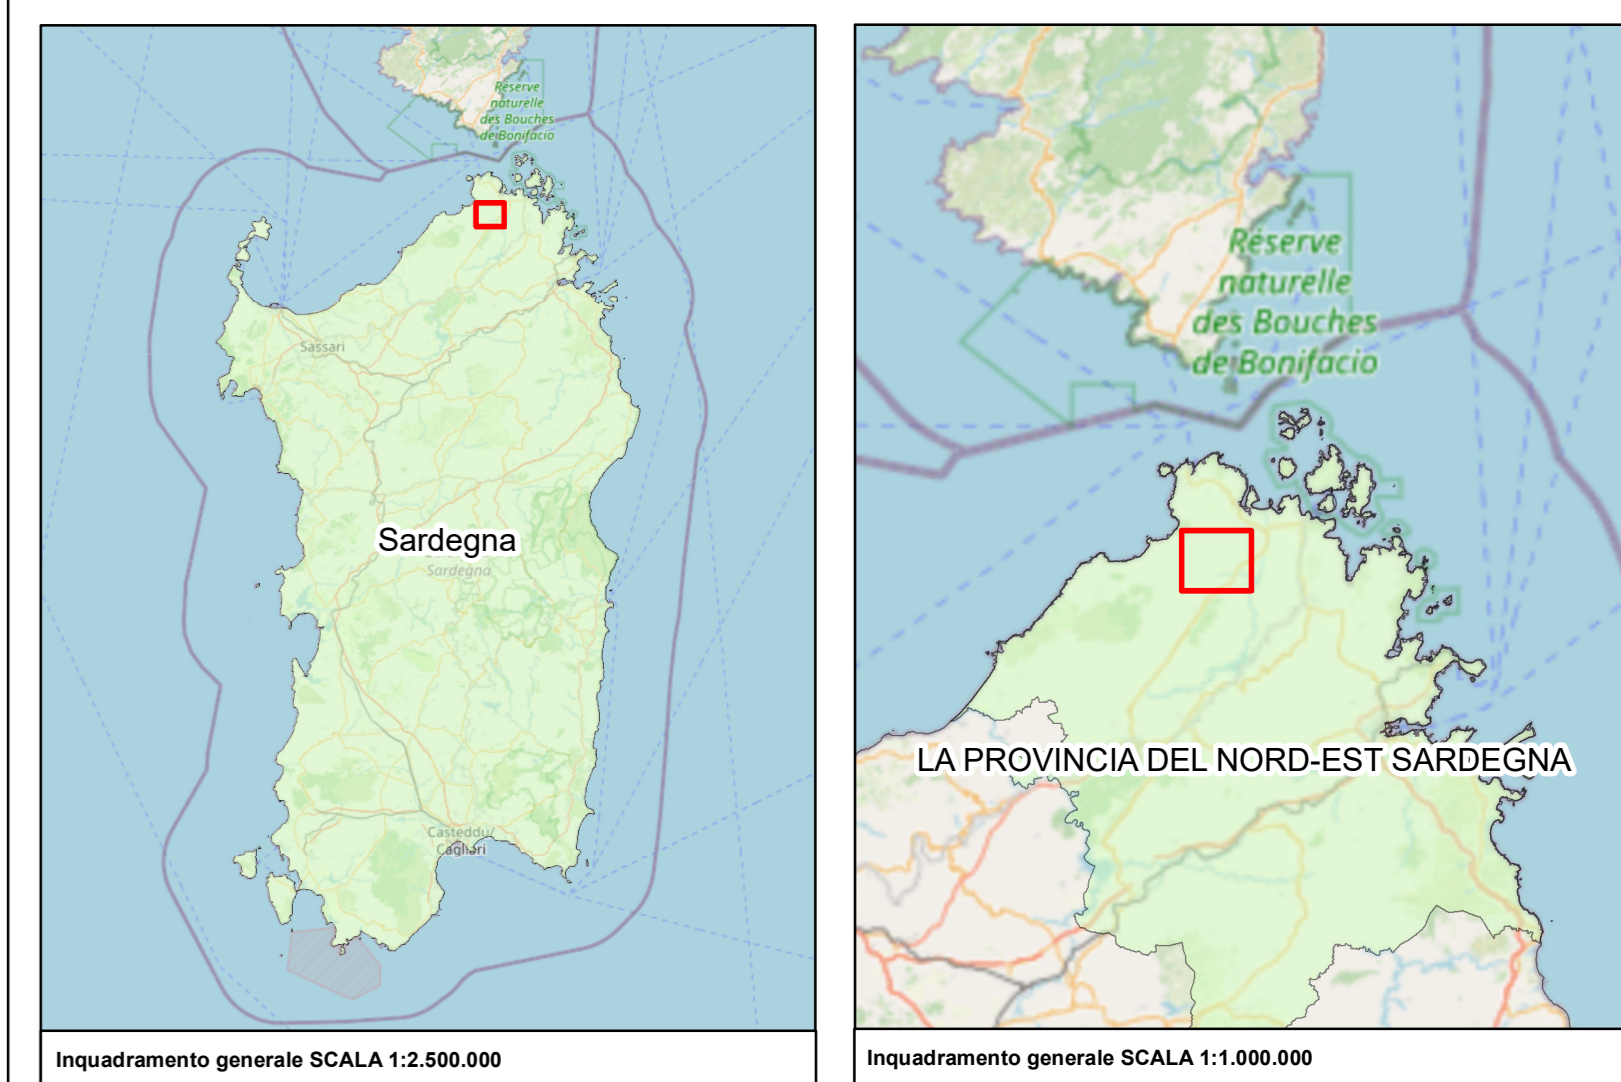 Réserve
naturelle
des Bouches
de Bonifacio
Sassari
Sardegna
Sardegna
Casteddu/
Cagliari
Inquadramento generale SCALA 1:2.500.000
Réserve
naturelle
des Bouches
de Bonifacio
LA PROVINCIA DEL NORD-EST SARDEGNA
Inquadramento generale SCALA 1:1.000.000